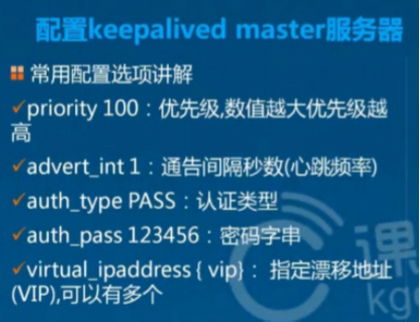 配置keepalived master服务器
常用配置选项讲解
✓priority 100：优先级,数值越大优先级越
高
✓advert_int 1：通告间隔秒数(心跳频率)
✓auth_type PASS：认证类型
✓auth_pass 123456：密码字串
✓virtual_ipaddress { vip}： 指定漂移地址
(VIP),可以有多个
课
kg